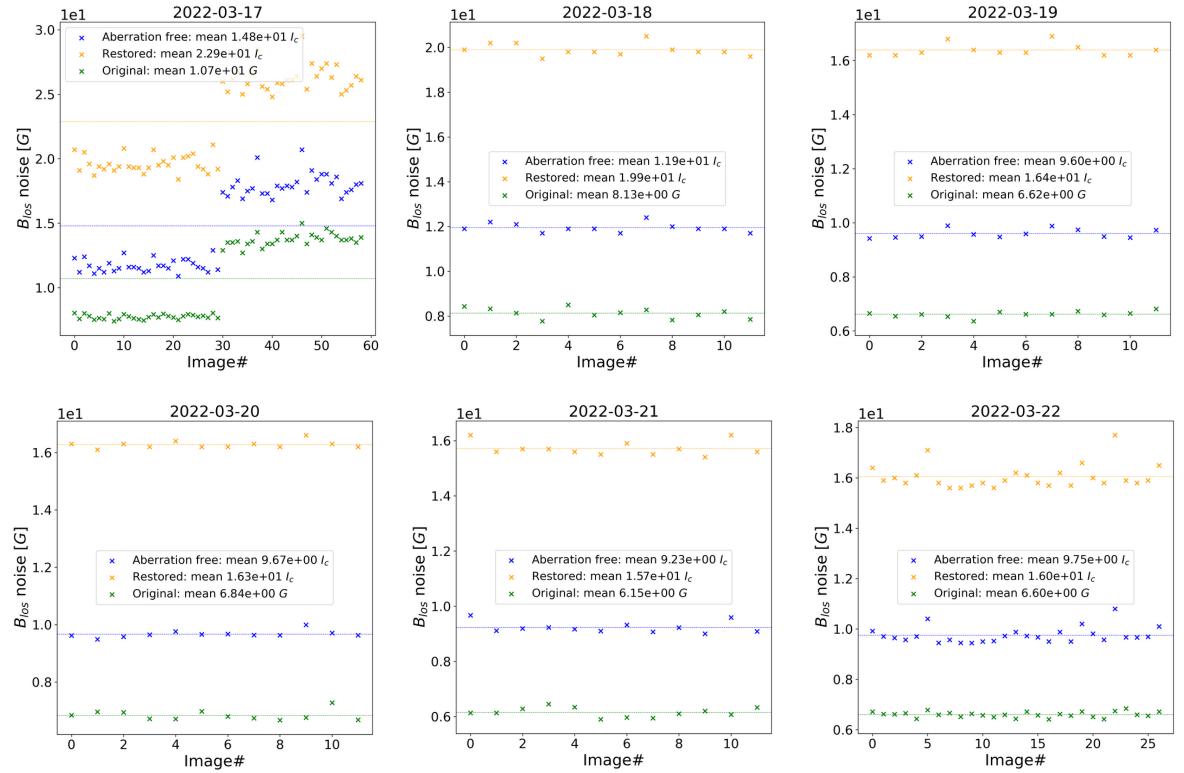 2022-03-17
1e1
Aberration free: mean 1.48e+01 I_c
Restored: mean 2.29e+01 I_c
Original: mean 1.07e+01 G
3.0
2.5
2.0
1.5
1.0
B_los noise [G]
0 10 20 30 40 50 60
Image#
2022-03-18
1e1
2.0
1.8
1.6
1.4
1.2
1.0
0.8
B_los noise [G]
Aberration free: mean 1.19e+01 I_c
Restored: mean 1.99e+01 I_c
Original: mean 8.13e+00 G
0 2 4 6 8 10
Image#
2022-03-19
1e1
1.6
1.4
1.2
1.0
0.8
0.6
B_los noise [G]
Aberration free: mean 9.60e+00 I_c
Restored: mean 1.64e+01 I_c
Original: mean 6.62e+00 G
0 2 4 6 8 10
Image#
2022-03-20
1e1
1.6
1.4
1.2
1.0
0.8
B_los noise [G]
Aberration free: mean 9.67e+00 I_c
Restored: mean 1.63e+01 I_c
Original: mean 6.84e+00 G
0 2 4 6 8 10
Image#
2022-03-21
1e1
1.6
1.4
1.2
1.0
0.8
0.6
B_los noise [G]
Aberration free: mean 9.23e+00 I_c
Restored: mean 1.57e+01 I_c
Original: mean 6.15e+00 G
0 2 4 6 8 10
Image#
2022-03-22
1e1
1.8
1.6
1.4
1.2
1.0
0.8
0.6
B_los noise [G]
Aberration free: mean 9.75e+00 I_c
Restored: mean 1.60e+01 I_c
Original: mean 6.60e+00 G
0 5 10 15 20 25
Image#